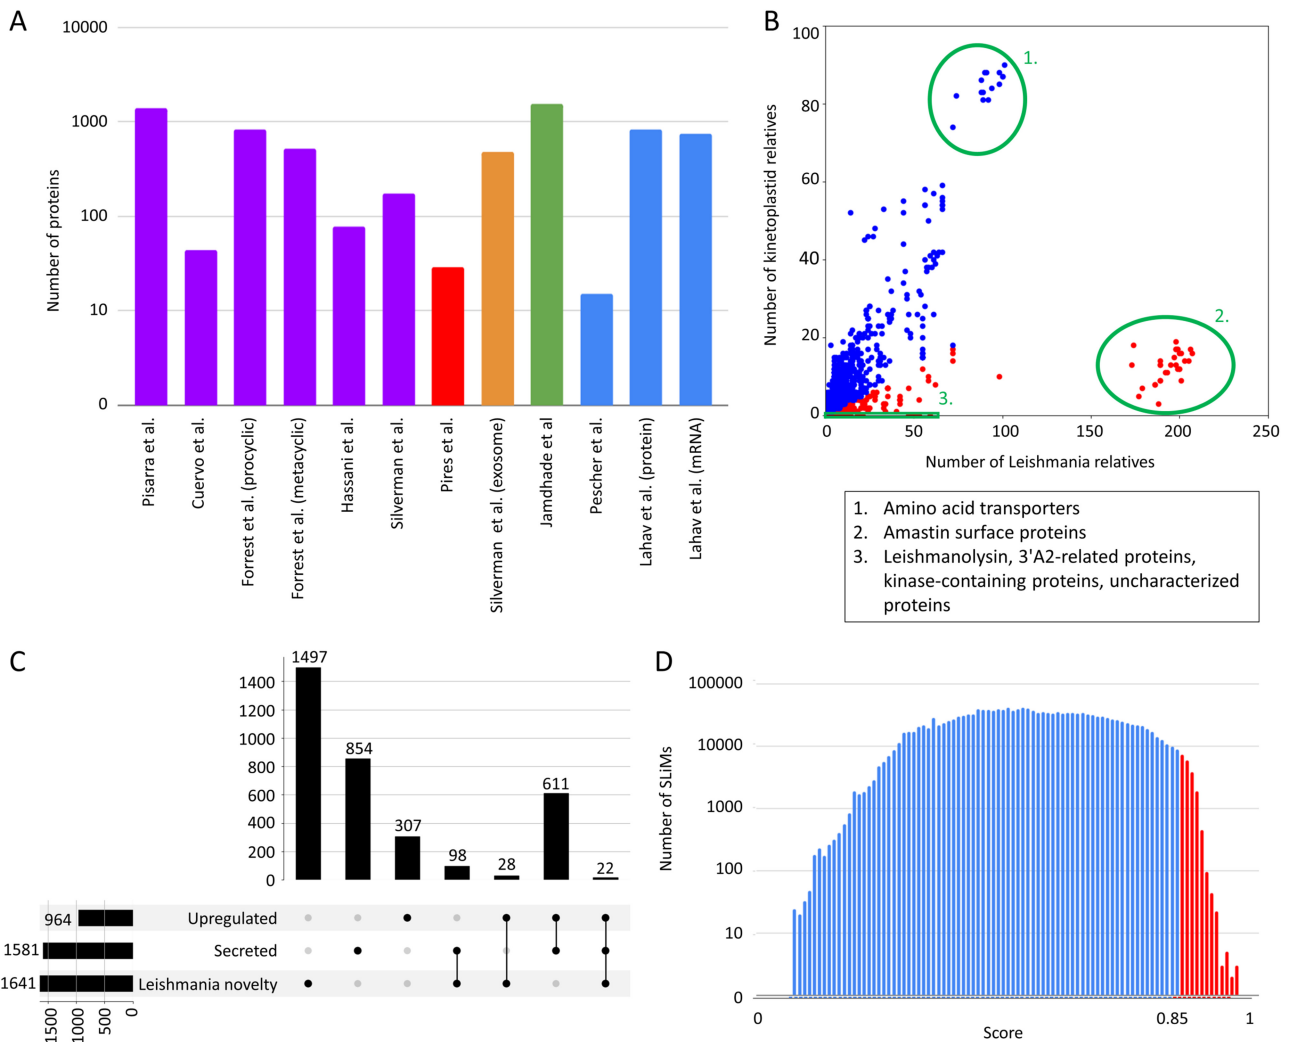 A
10000
1000
100
10
0
Number of proteins
Pisarra et al.
Cuervo et al.
Forrest et al. (procyclic)
Forrest et al. (metacyclic)
Hassani et al.
Silverman et al.
Pires et al.
Silverman et al. (exosome)
Jamdhade et al
Pescher et al.
Lahav et al. (protein)
Lahav et al. (mRNA)
B
100
80
60
40
20
0
Number of kinetoplastid relatives
1.
2.
3.
0
50
100
150
200
250
Number of Leishmania relatives
1. Amino acid transporters
2. Amastin surface proteins
3. Leishmanolysin, 3'A2-related proteins,
kinase-containing proteins, uncharacterized
proteins
C
1400
1200
1000
800
600
400
200
0
1497
854
307
98
28
611
22
964
Upregulated
1581
Secreted
1641
Leishmania novelty
1500
1000
500
0
D
100000
10000
1000
100
10
0
Number of SLiMs
0
0.85
1
Score